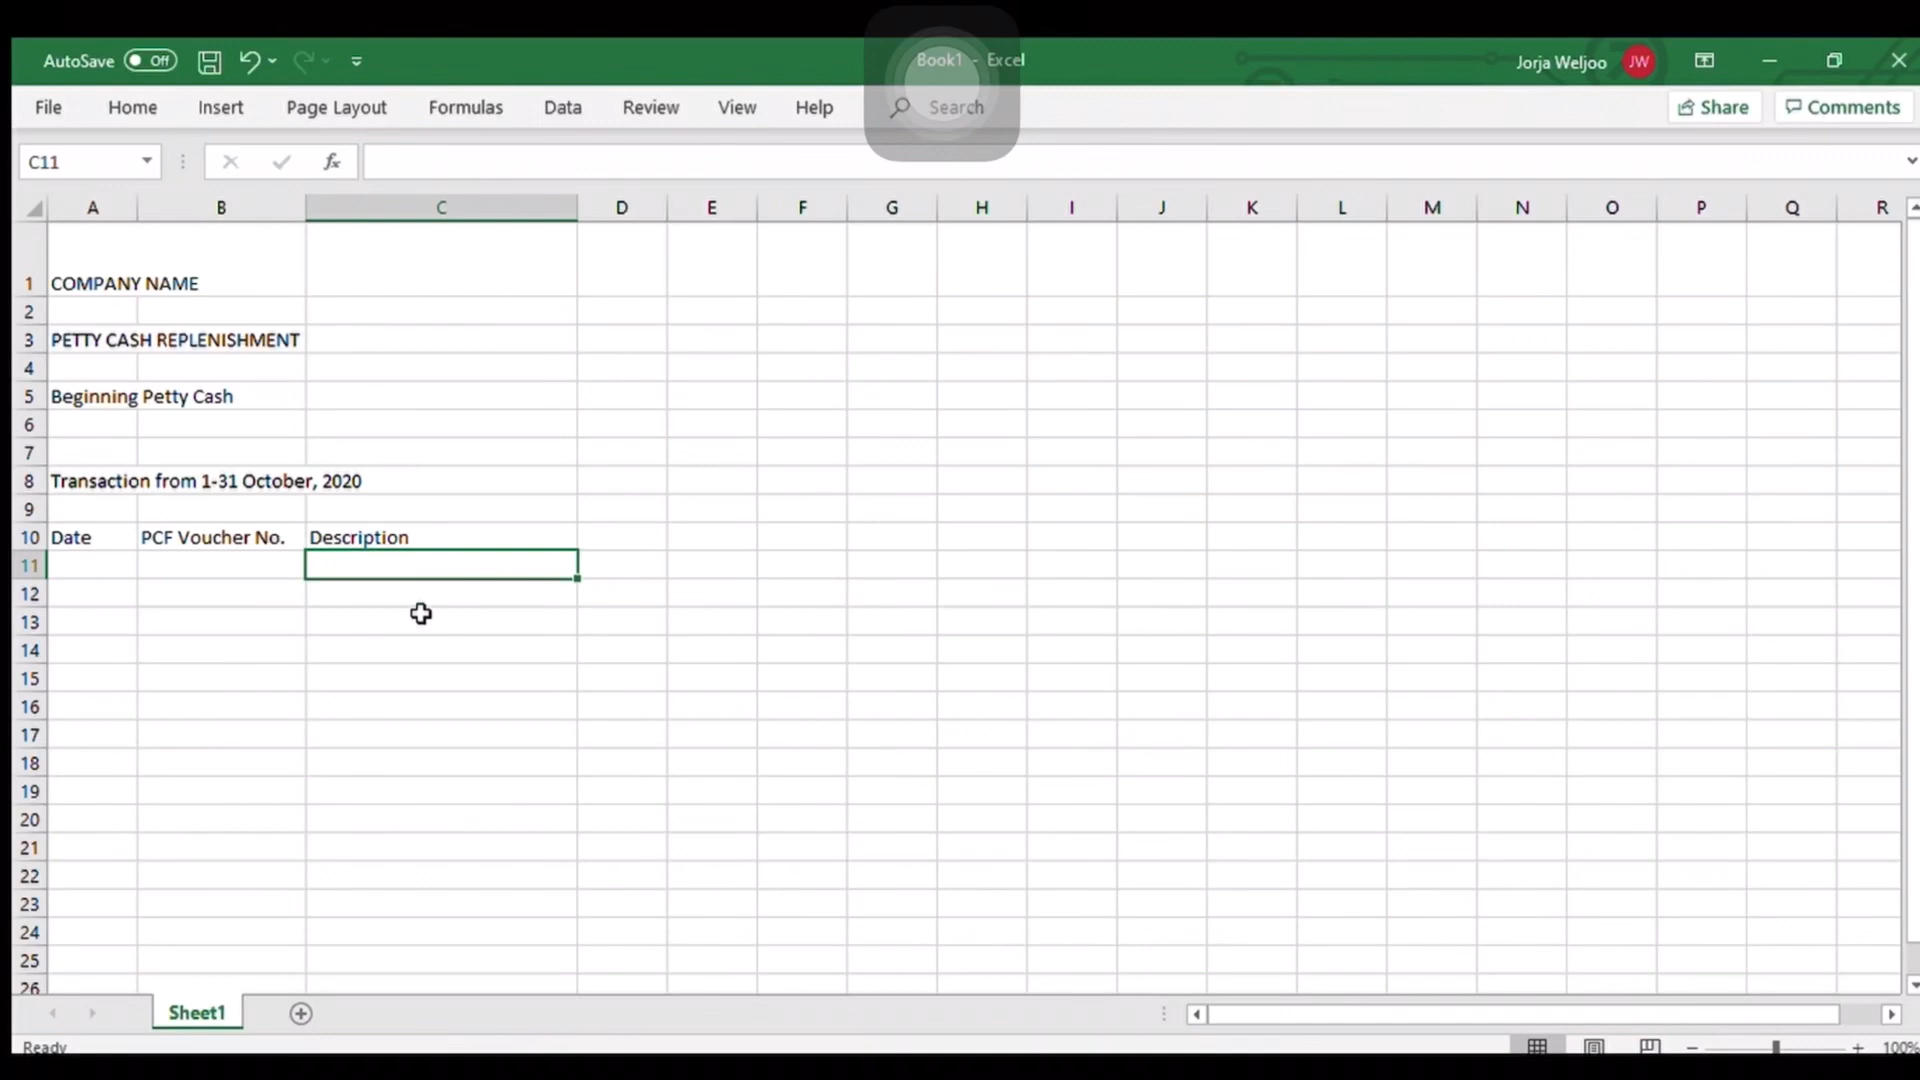 AutoSave Off Book1 - Excel Jorja Weljoo JW
File Home Insert Page Layout Formulas Data Review View Help Search Share Comments
C11 fx
A B C D E F G H I J K L M N O P Q R
1 COMPANY NAME
2
3 PETTY CASH REPLENISHMENT
4
5 Beginning Petty Cash
6
7
8 Transaction from 1-31 October, 2020
9
10 Date PCF Voucher No. Description
11
12
13
14
15
16
17
18
19
20
21
22
23
24
25
26
Sheet1
Ready 100%